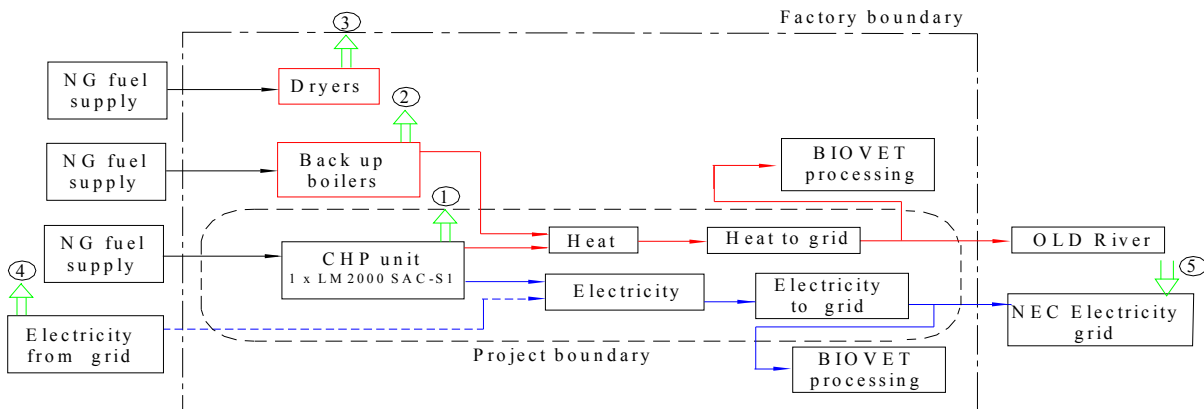 Factory boundary
3
NG fuel
supply
Dryers
2
NG fuel
supply
Back up
boilers
BIOVET
processing
1
NG fuel
supply
CHP unit
1 x LM2000 SAC-S1
Heat
Heat to grid
OLD River
4
5
Electricity
Electricity
to grid
NEC Electricity
grid
Electricity
from grid
Project boundary
BIOVET
processing